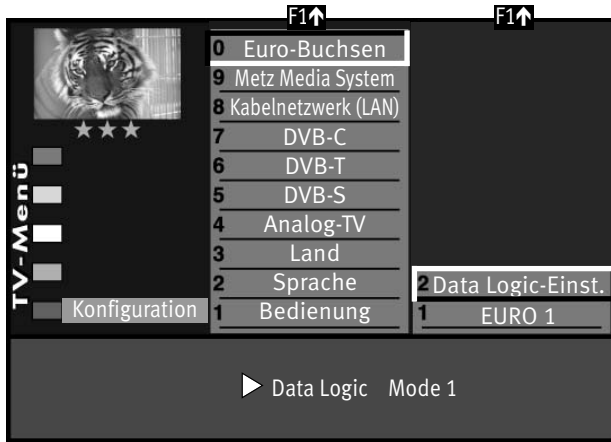 F1↑ F1↑
0 Euro-Buchsen
9 Metz Media System
8 Kabelnetzwerk (LAN)
7 DVB-C
6 DVB-T
5 DVB-S
4 Analog-TV
3 Land
2 Sprache
1 Bedienung
2 Data Logic-Einst.
1 EURO 1
TV-Menü
Konfiguration
Data Logic Mode 1